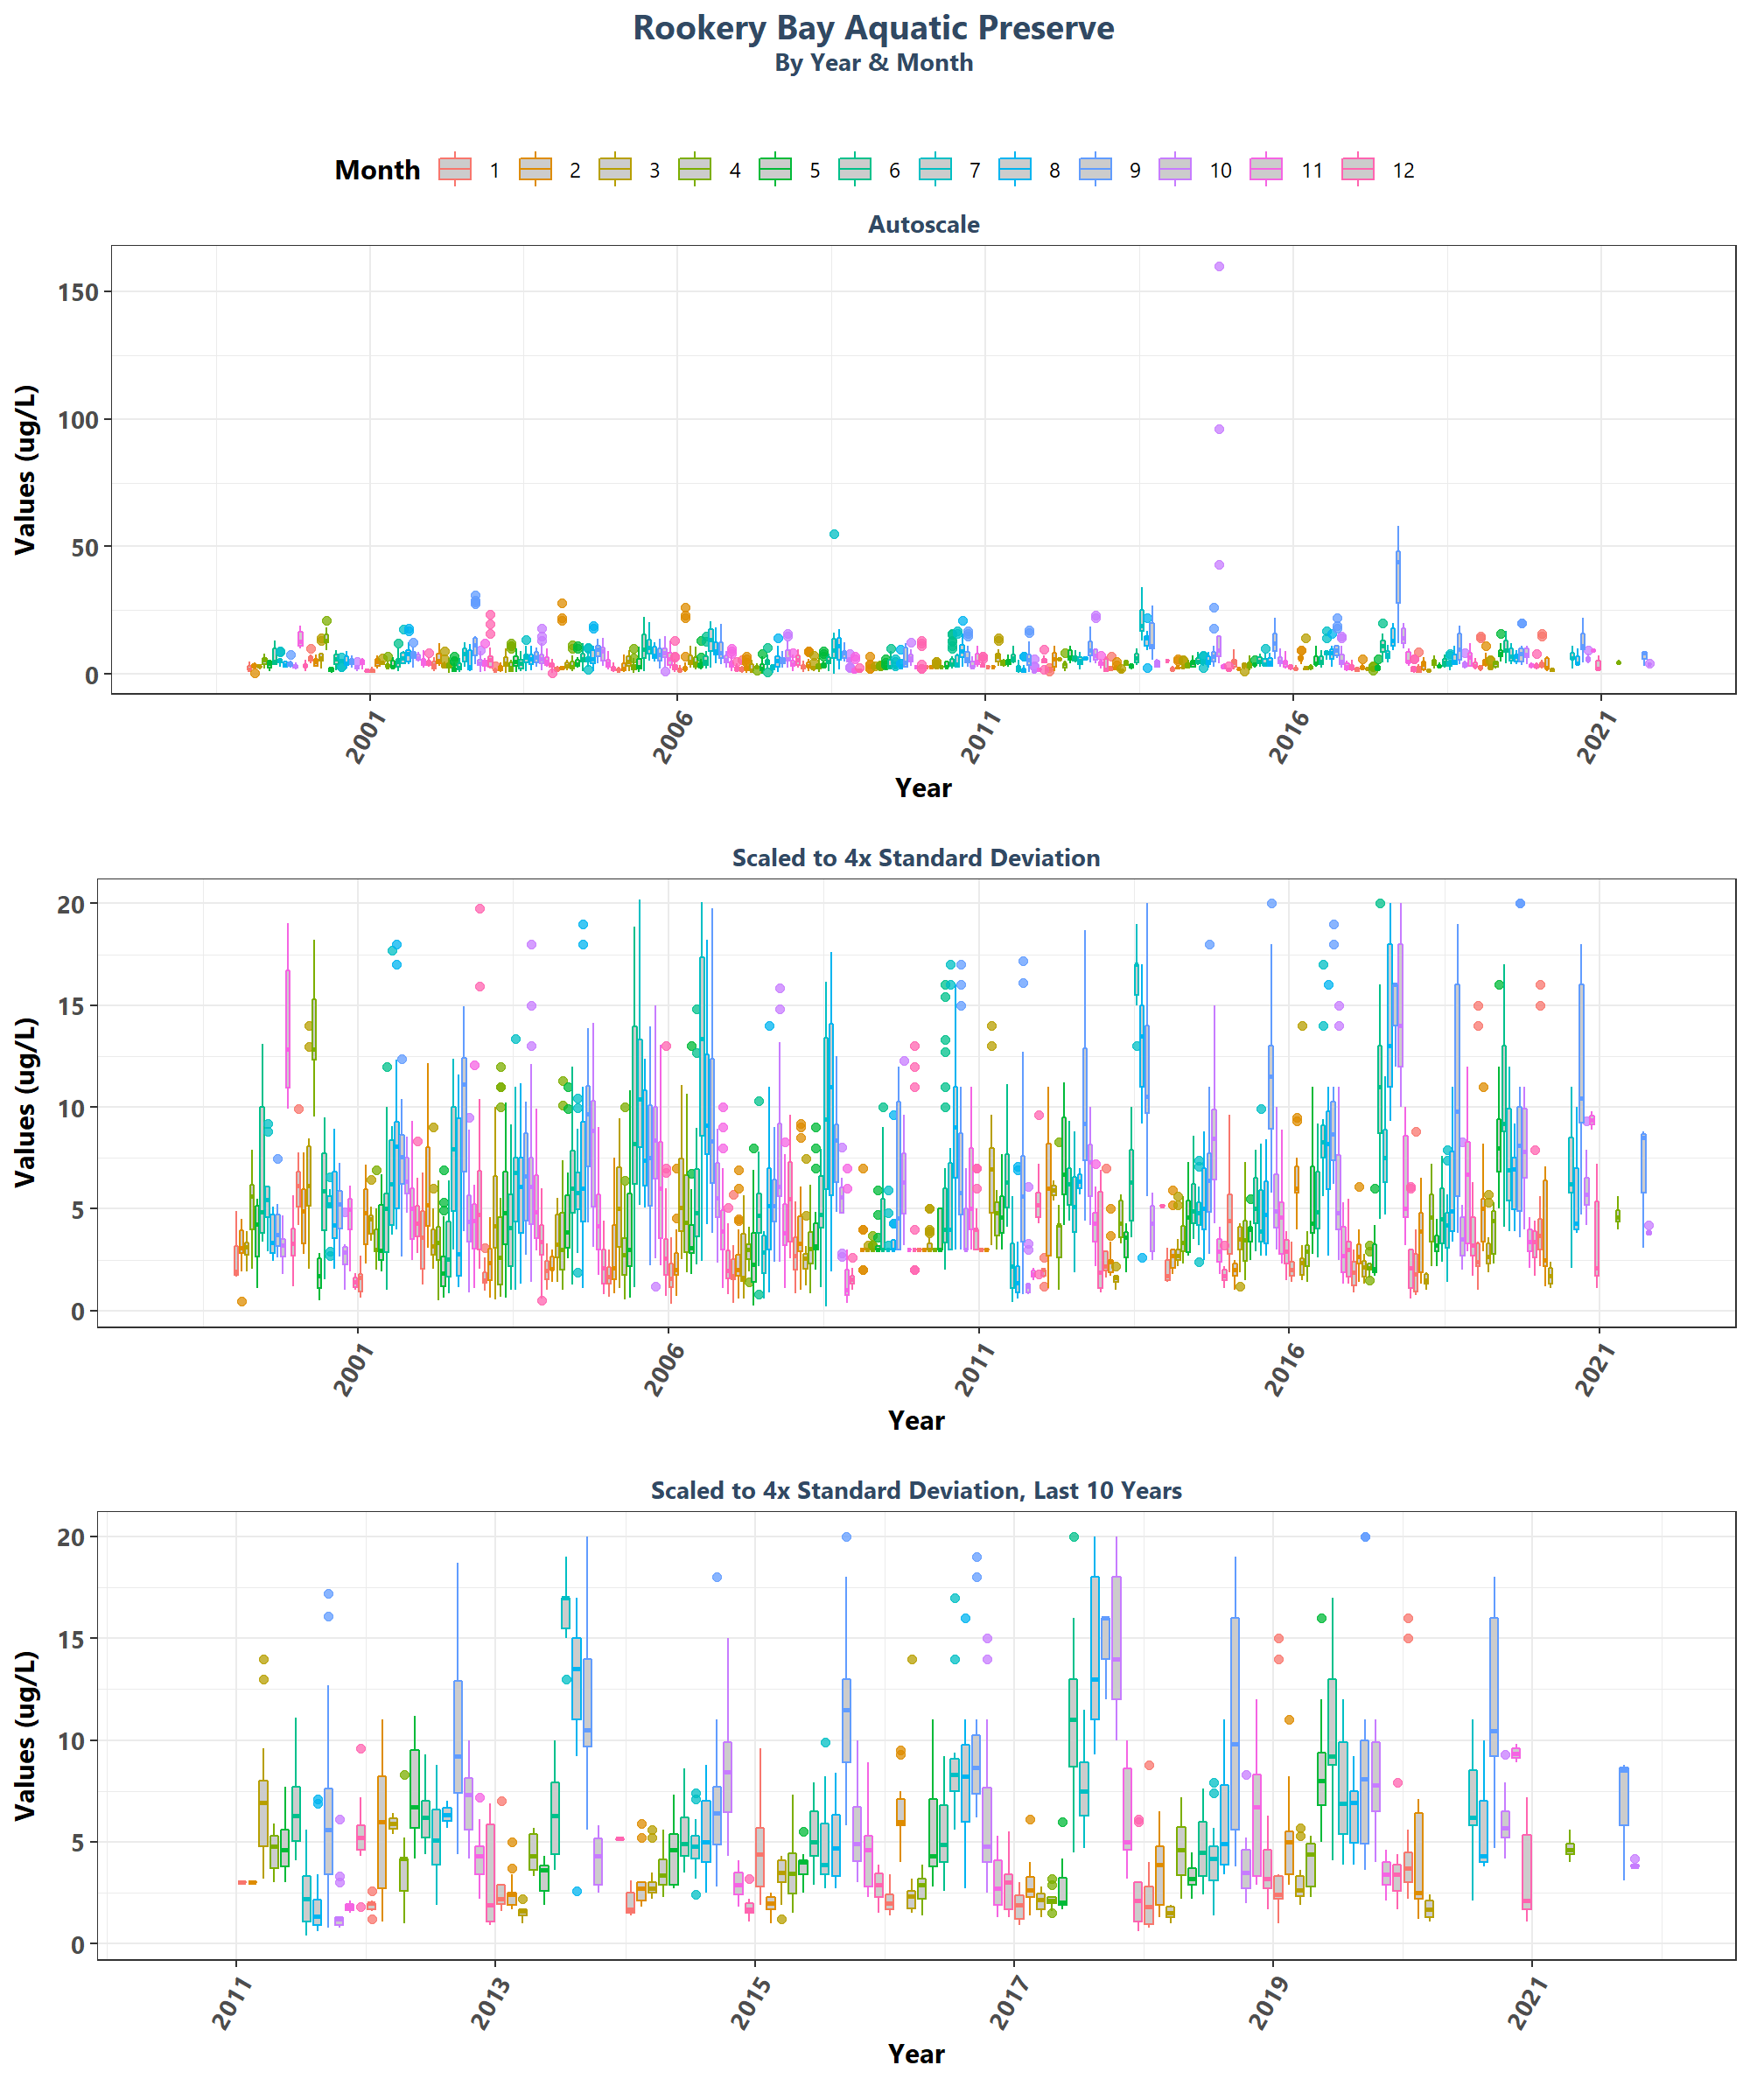 Rookery Bay Aquatic Preserve
By Year & Month
Month 1 2 3 4 5 6 7 8 9 10 11 12
Autoscale
Values (ug/L)
150
100
50
0
2001 2006 2011 2016 2021
Year
Scaled to 4x Standard Deviation
Values (ug/L)
20
15
10
5
0
2001 2006 2011 2016 2021
Year
Scaled to 4x Standard Deviation, Last 10 Years
Values (ug/L)
20
15
10
5
0
2011 2013 2015 2017 2019 2021
Year